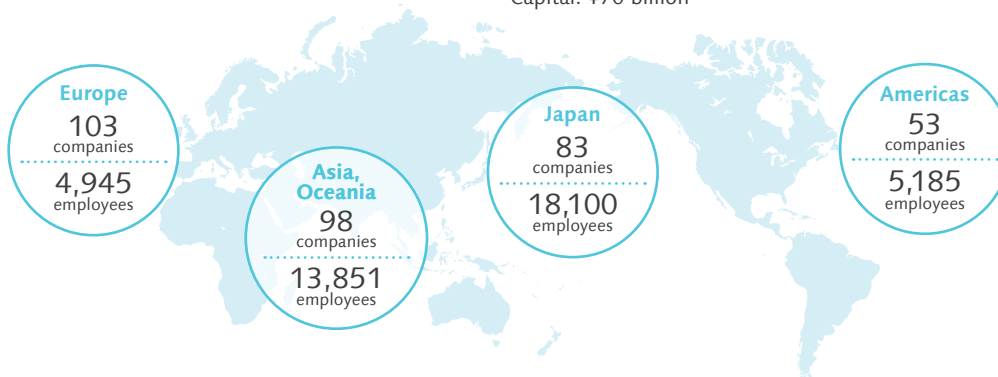 Europe
103
companies
4,945
employees
Asia,
Oceania
98
companies
13,851
employees
Japan
83
companies
18,100
employees
Americas
53
companies
5,185
employees